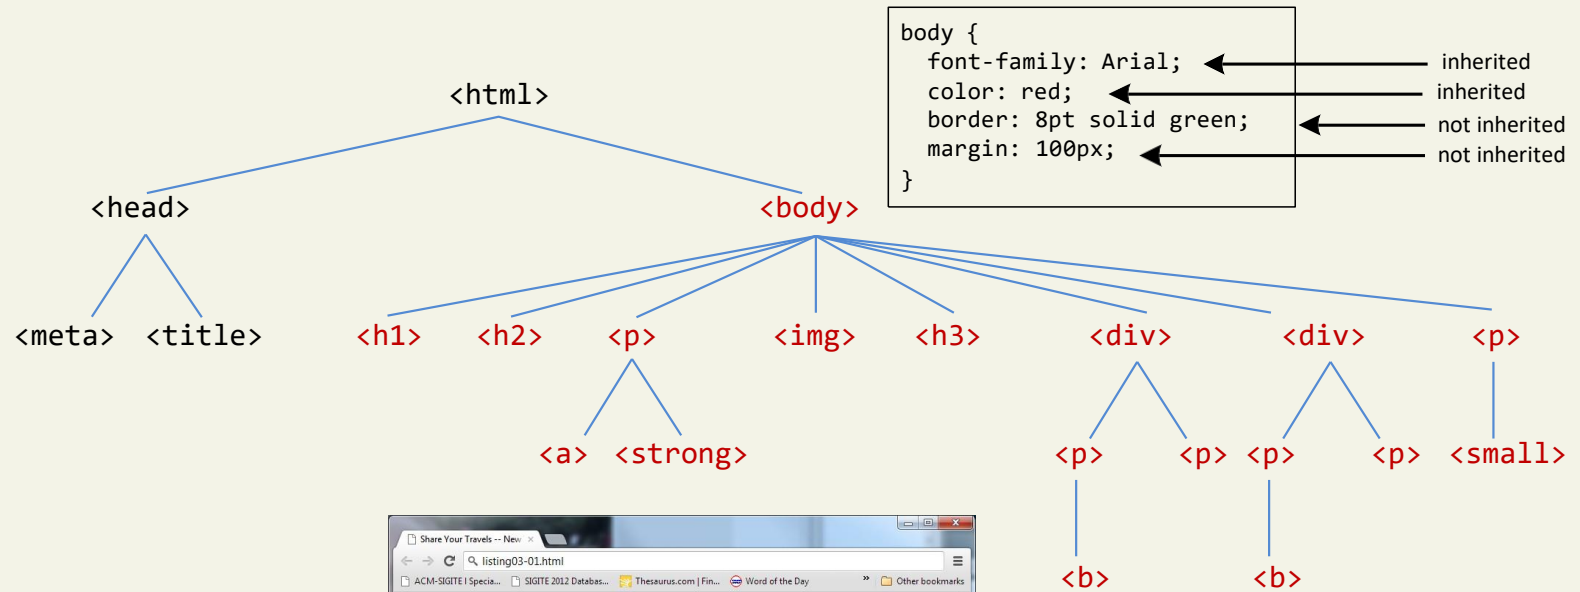 body {
font-family: Arial;
inherited
color: red;
inherited
border: 8pt solid green;
not inherited
margin: 100px;
not inherited
}
<html>
<head>
<body>
<meta> <title> <h1> <h2> <p> <img> <h3> <div> <div> <p>
<a> <strong> <p> <p> <p> <p> <small>
<b> <b>
Share Your Travels -- New
listing03-01.html
ACM-SIGITE I Specia... SIGITE 2012 Databas... Thesaurus.com | Fin... Word of the Day » Other bookmarks